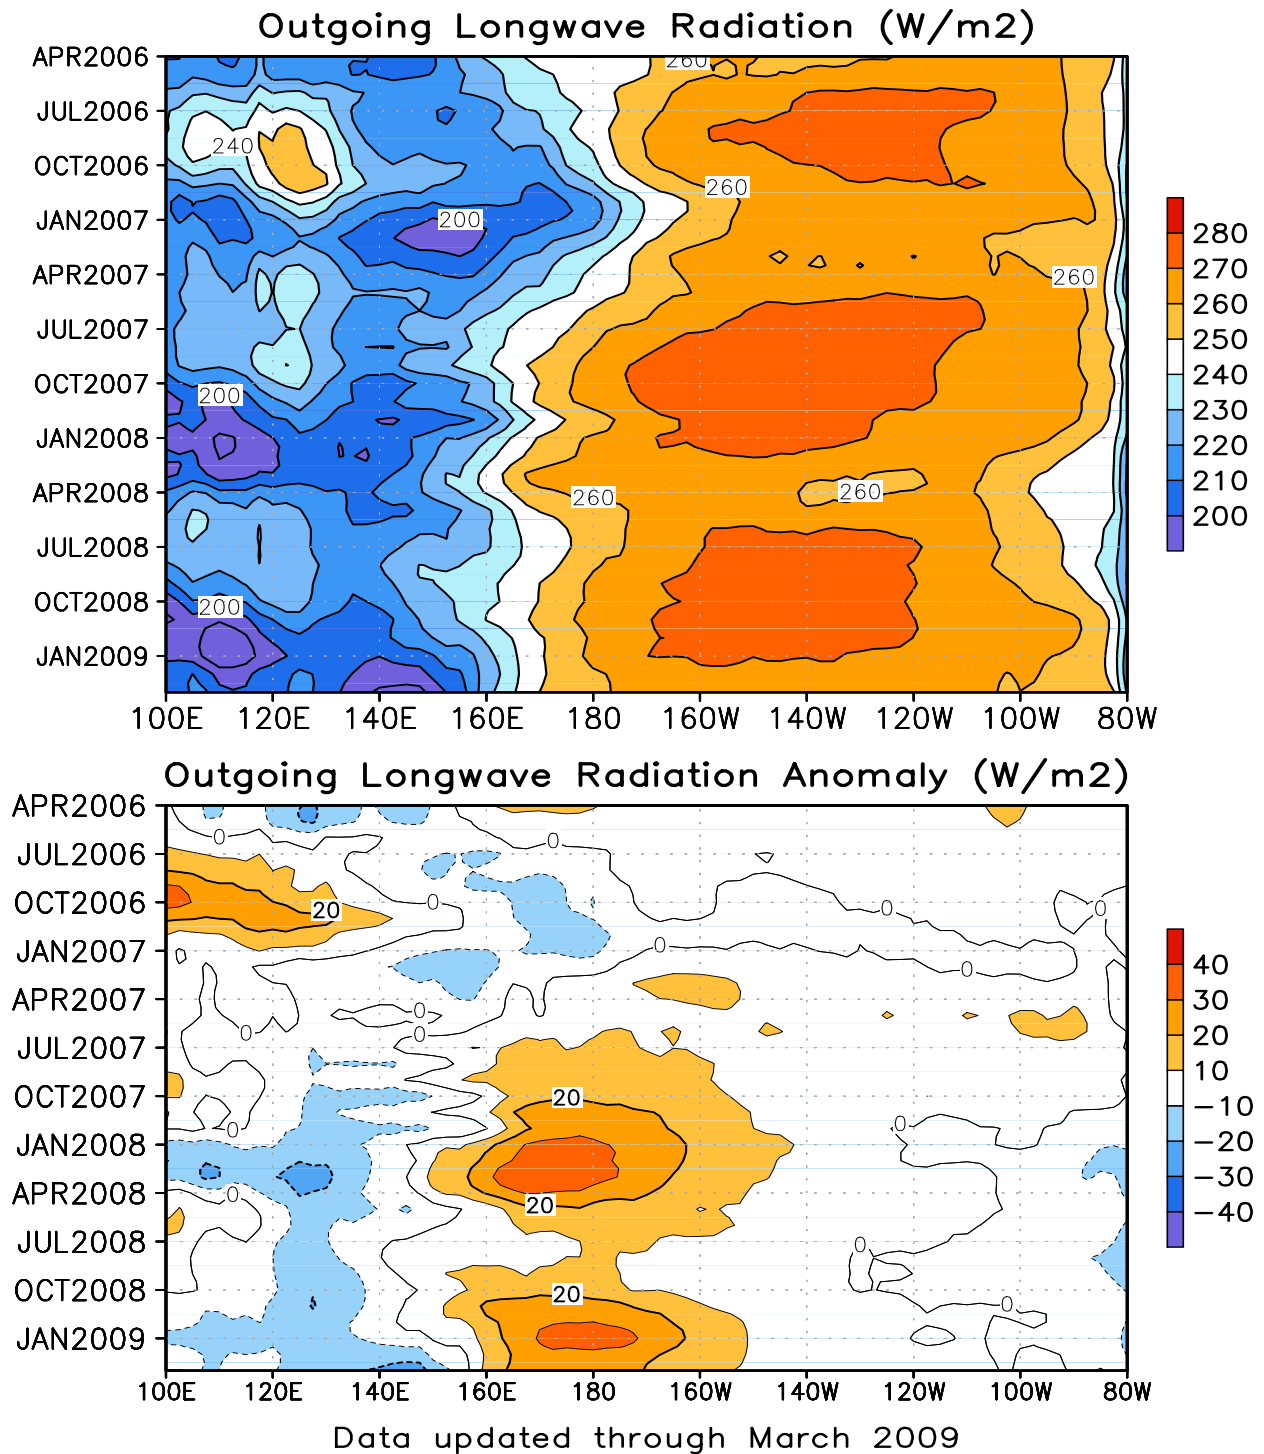 Outgoing Longwave Radiation (W/m2)
APR2006
JUL2006
OCT2006
JAN2007
APR2007
JUL2007
OCT2007
JAN2008
APR2008
JUL2008
OCT2008
JAN2009
260
240
260
200
260
200
260
260
200
100E 120E 140E 160E 180 160W 140W 120W 100W 80W
280
270
260
250
240
230
220
210
200
Outgoing Longwave Radiation Anomaly (W/m2)
APR2006
JUL2006
OCT2006
JAN2007
APR2007
JUL2007
OCT2007
JAN2008
APR2008
JUL2008
OCT2008
JAN2009
0 0
0 20 0 0
0
0
0
0 0
20
0 0
0 20
0
20
0
100E 120E 140E 160E 180 160W 140W 120W 100W 80W
40
30
20
10
−10
−20
−30
−40
Data updated through March 2009